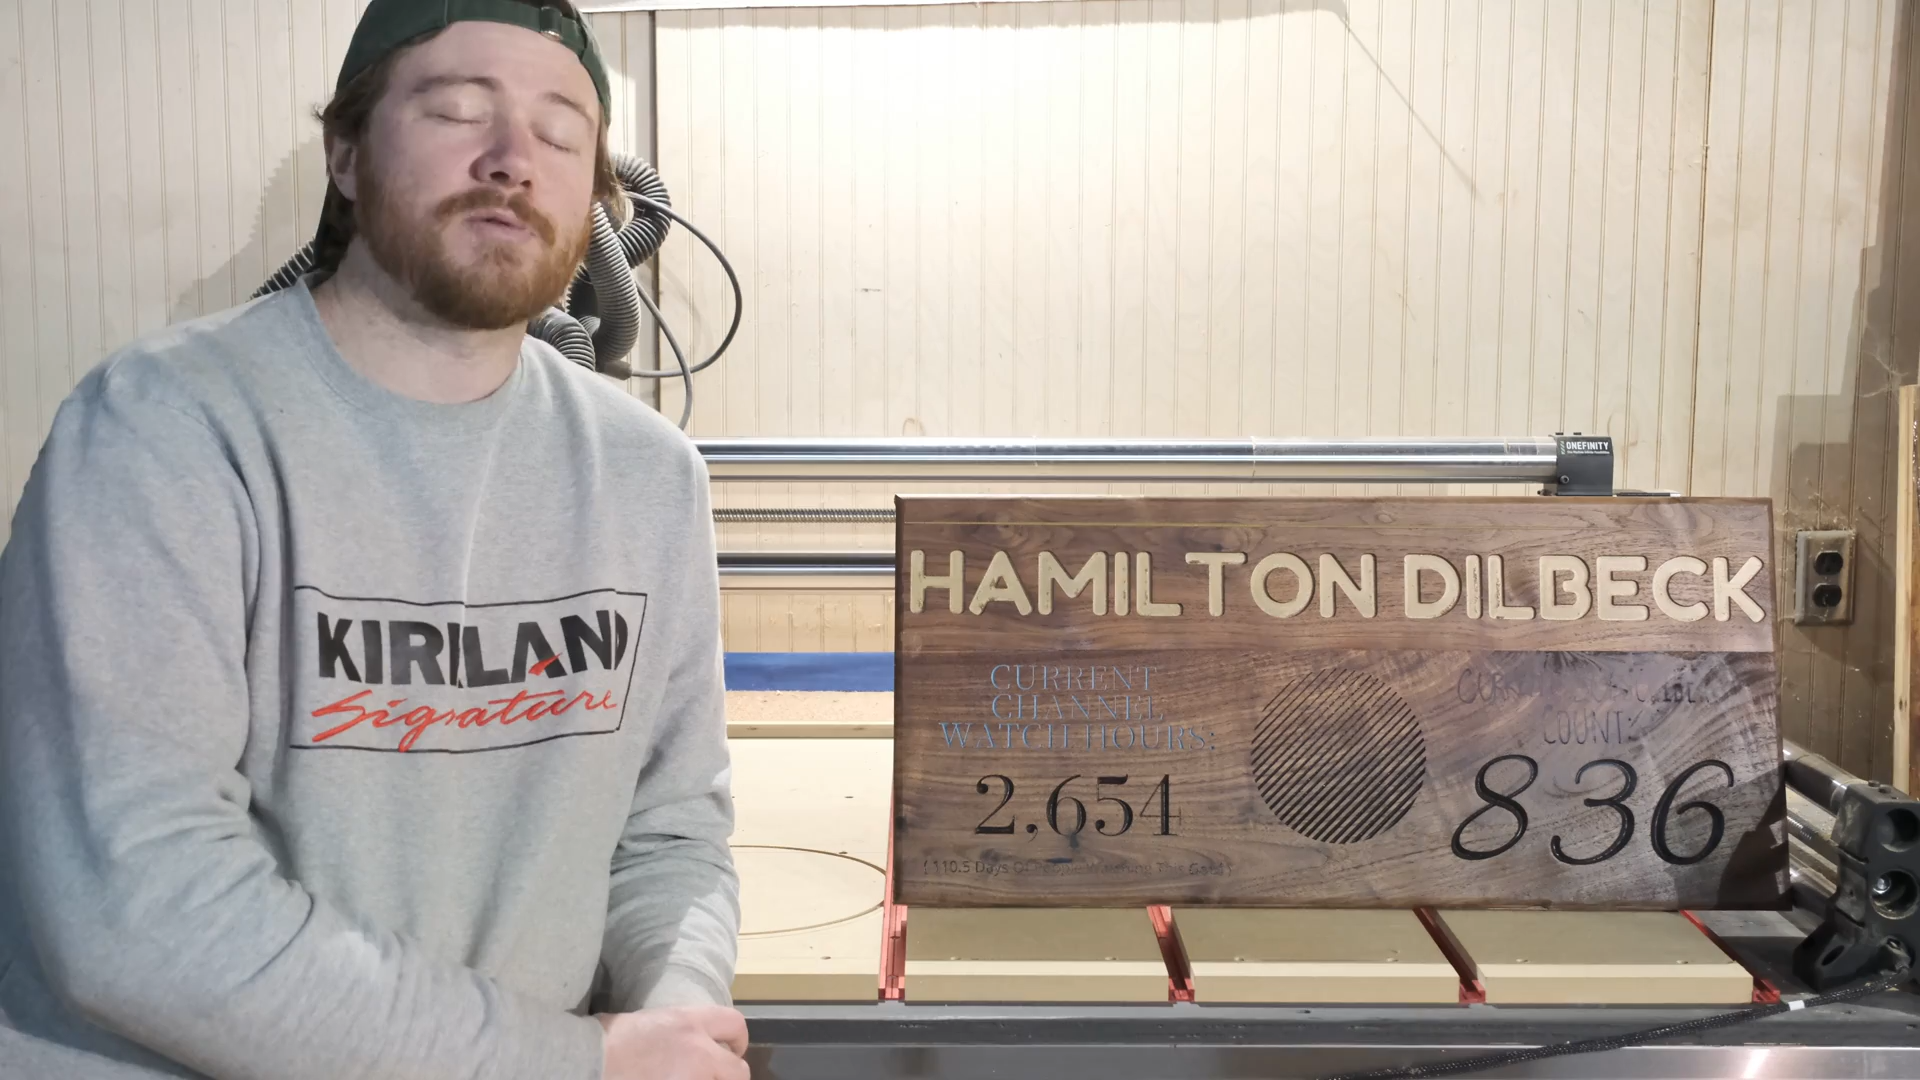 KIRKLAND
Signature
ONEFINITY
HAMILTON DILBECK
CURRENT
CHANNEL
WATCH HOURS:
2,654
COUNT:
836